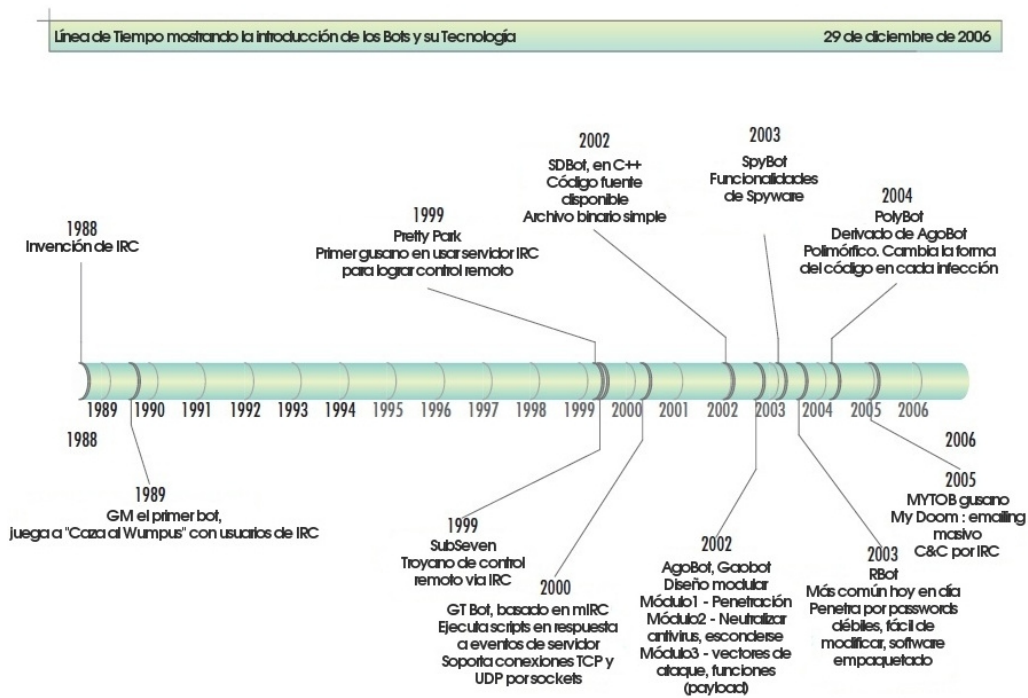 Línea de Tiempo mostrando la introducción de los Bots y su Tecnología
29 de diciembre de 2006
1988
Invención de IRC
1999
Pretty Park
Primer gusano en usar servidor IRC
para lograr control remoto
2002
SDBot, en C++
Código fuente
disponible
Archivo binario simple
2003
SpyBot
Funcionalidades
de Spyware
2004
PolyBot
Derivado de AgoBot
Polimórfico. Cambia la forma
del código en cada infección
1989 1990 1991 1992 1993 1994 1995 1996 1997 1998 1999 2000 2001 2002 2003 2004 2005 2006
1988
2006
1989
GM el primer bot,
juega a "Caza al Wumpus" con usuarios de IRC
1999
SubSeven
Troyano de control
remoto via IRC
2000
GT Bot, basado en mIRC
Ejecuta scripts en respuesta
a eventos de servidor
Soporta conexiones TCP y
UDP por sockets
2002
AgoBot, Gaobot
Diseño modular
Módulo1 - Penetración
Módulo2 - Neutralizar
antivirus, esconderse
Módulo3 - vectores de
ataque, funciones
(payload)
2003
RBot
Más común hoy en día
Penetra por passwords
débiles, fácil de
modificar, software
empaquetado
2005
MYTOB gusano
My Doom : emailing
masivo
C&C por IRC